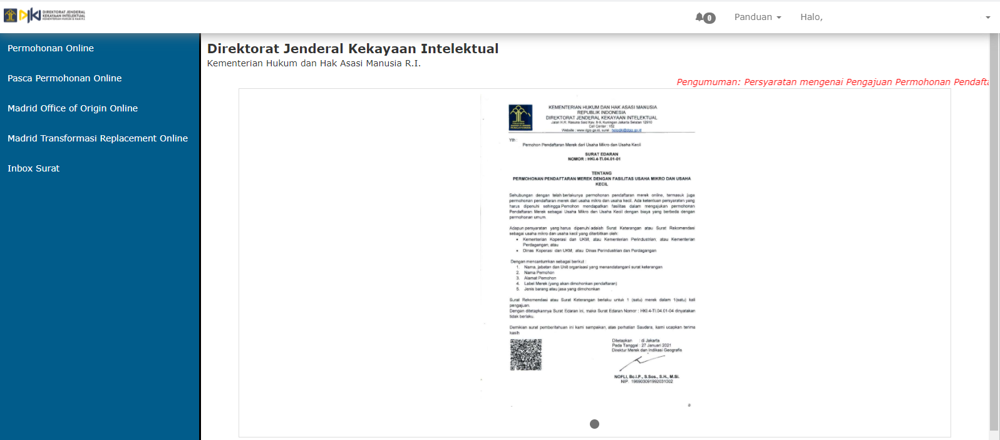 DIREKTORAT JENDERAL
KEKAYAAN INTELEKTUAL
KEMENTERIAN HUKUM & HAM R.I.
0
Panduan
Halo,
Permohonan Online
Pasca Permohonan Online
Madrid Office of Origin Online
Madrid Transformasi Replacement Online
Inbox Surat
Direktorat Jenderal Kekayaan Intelektual
Kementerian Hukum dan Hak Asasi Manusia R.I.
Pengumuman: Persyaratan mengenai Pengajuan Permohonan Pendafta
PENGAYOMAN
KEMENTERIAN HUKUM DAN HAK ASASI MANUSIA
REPUBLIK INDONESIA
DIREKTORAT JENDERAL KEKAYAAN INTELEKTUAL
Jalan H.R. Rasuna Said Kav. 8-9, Kuningan Jakarta Selatan 12910
Call Center : 152
Website : www.dgip.go.id, surel : halodjki@dgip.go.id
Yth :
Pemohon Pendaftaran Merek dari Usaha Mikro dan Usaha Kecil
SURAT EDARAN
NOMOR : HKI.4-TI.04.01-01
TENTANG
PERMOHONAN PENDAFTARAN MEREK DENGAN FASILITAS USAHA MIKRO DAN USAHA
KECIL
Sehubungan dengan telah berlakunya permohonan pendaftaran merek online, termasuk juga
permohonan pendaftaran merek dari usaha mikro dan usaha kecil. Ada ketentuan persyaratan yang
harus dipenuhi sehingga Pemohon mendapatkan fasilitas dalam mengajukan permohonan
Pendaftaran Merek sebagai Usaha Mikro dan Usaha Kecil dengan biaya yang berbeda dengan
permohonan umum.
Adapun persyaratan yang harus dipenuhi adalah Surat Keterangan atau Surat Rekomendasi
sebagai usaha mikro dan usaha kecil yang diterbitkan oleh:
• Kementerian Koperasi dan UKM; atau Kementerian Perindustrian; atau Kementerian
Perdagangan; atau
• Dinas Koperasi dan UKM; atau Dinas Perindustrian dan Perdagangan
Dengan mencantumkan sebagai berikut :
1. Nama, jabatan dan Unit organisasi yang menandatangani surat keterangan
2. Nama Pemohon
3. Alamat Pemohon
4. Label Merek (yang akan dimohonkan pendaftaran)
5. Jenis barang atau jasa yang dimohonkan
Surat Rekomendasi atau Surat Keterangan berlaku untuk 1 (satu) merek dalam 1(satu) kali
pengajuan.
Dengan ditetapkannya Surat Edaran ini, maka Surat Edaran Nomor : HKI.4-TI.04.01-04 dinyatakan
tidak berlaku.
Demikian surat pemberitahuan ini kami sampaikan, atas perhatian Saudara, kami ucapkan terima
kasih
Ditetapkan : di Jakarta
Pada Tanggal : 27 Januari 2021
Direktur Merek dan Indikasi Geografis
NOFLI, Bc.I.P., S.Sos., S.H., M.Si.
NIP. 196903091992031002